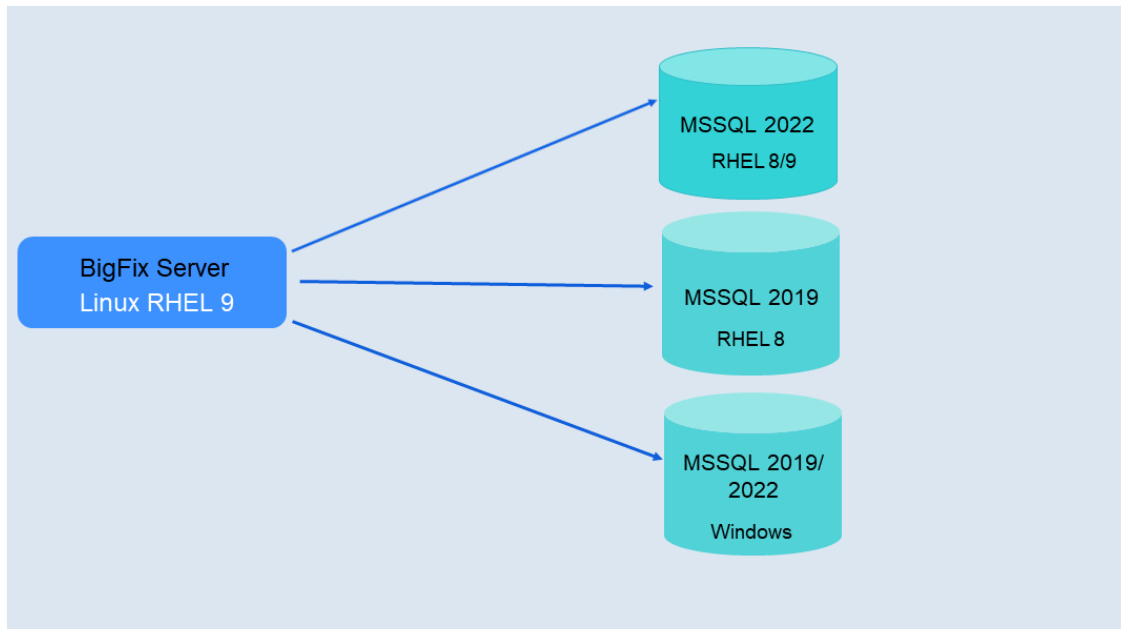 BigFix Server
Linux RHEL 9
MSSQL 2022
RHEL 8/9
MSSQL 2019
RHEL 8
MSSQL 2019/
2022
Windows